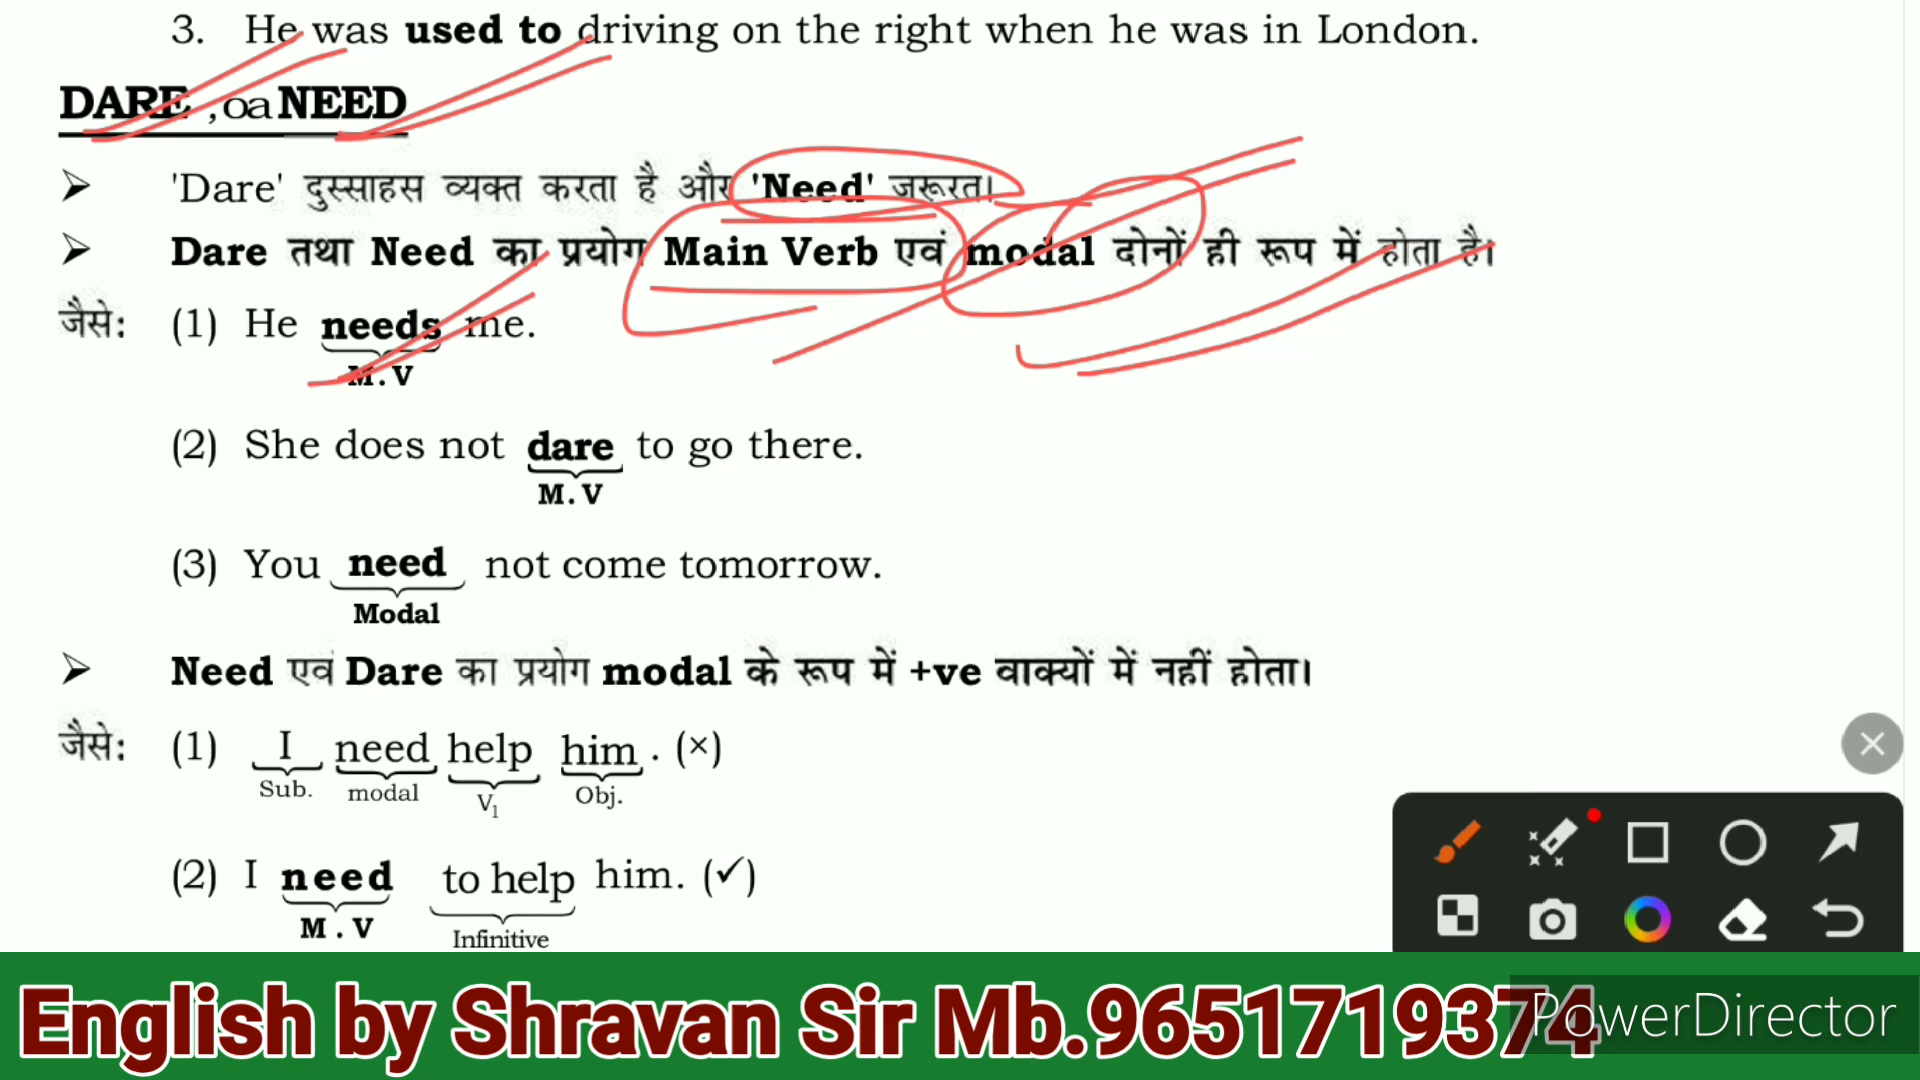 3. He was used to driving on the right when he was in London.
DARE ,oa NEED
➢ 'Dare' दुस्साहस व्यक्त करता है और 'Need' जरूरत।
➢ Dare तथा Need का प्रयोग Main Verb एवं modal दोनों ही रूप में होता है।
जैसे: (1) He needs me.
M.V
(2) She does not dare to go there.
M.V
(3) You need not come tomorrow.
Modal
➢ Need एवं Dare का प्रयोग modal के रूप में +ve वाक्यों में नहीं होता।
जैसे: (1) I need help him. (×)
Sub. modal V₁ Obj.
(2) I need to help him. (✓)
M.V Infinitive
English by Shravan Sir Mb.9651719374
PowerDirector